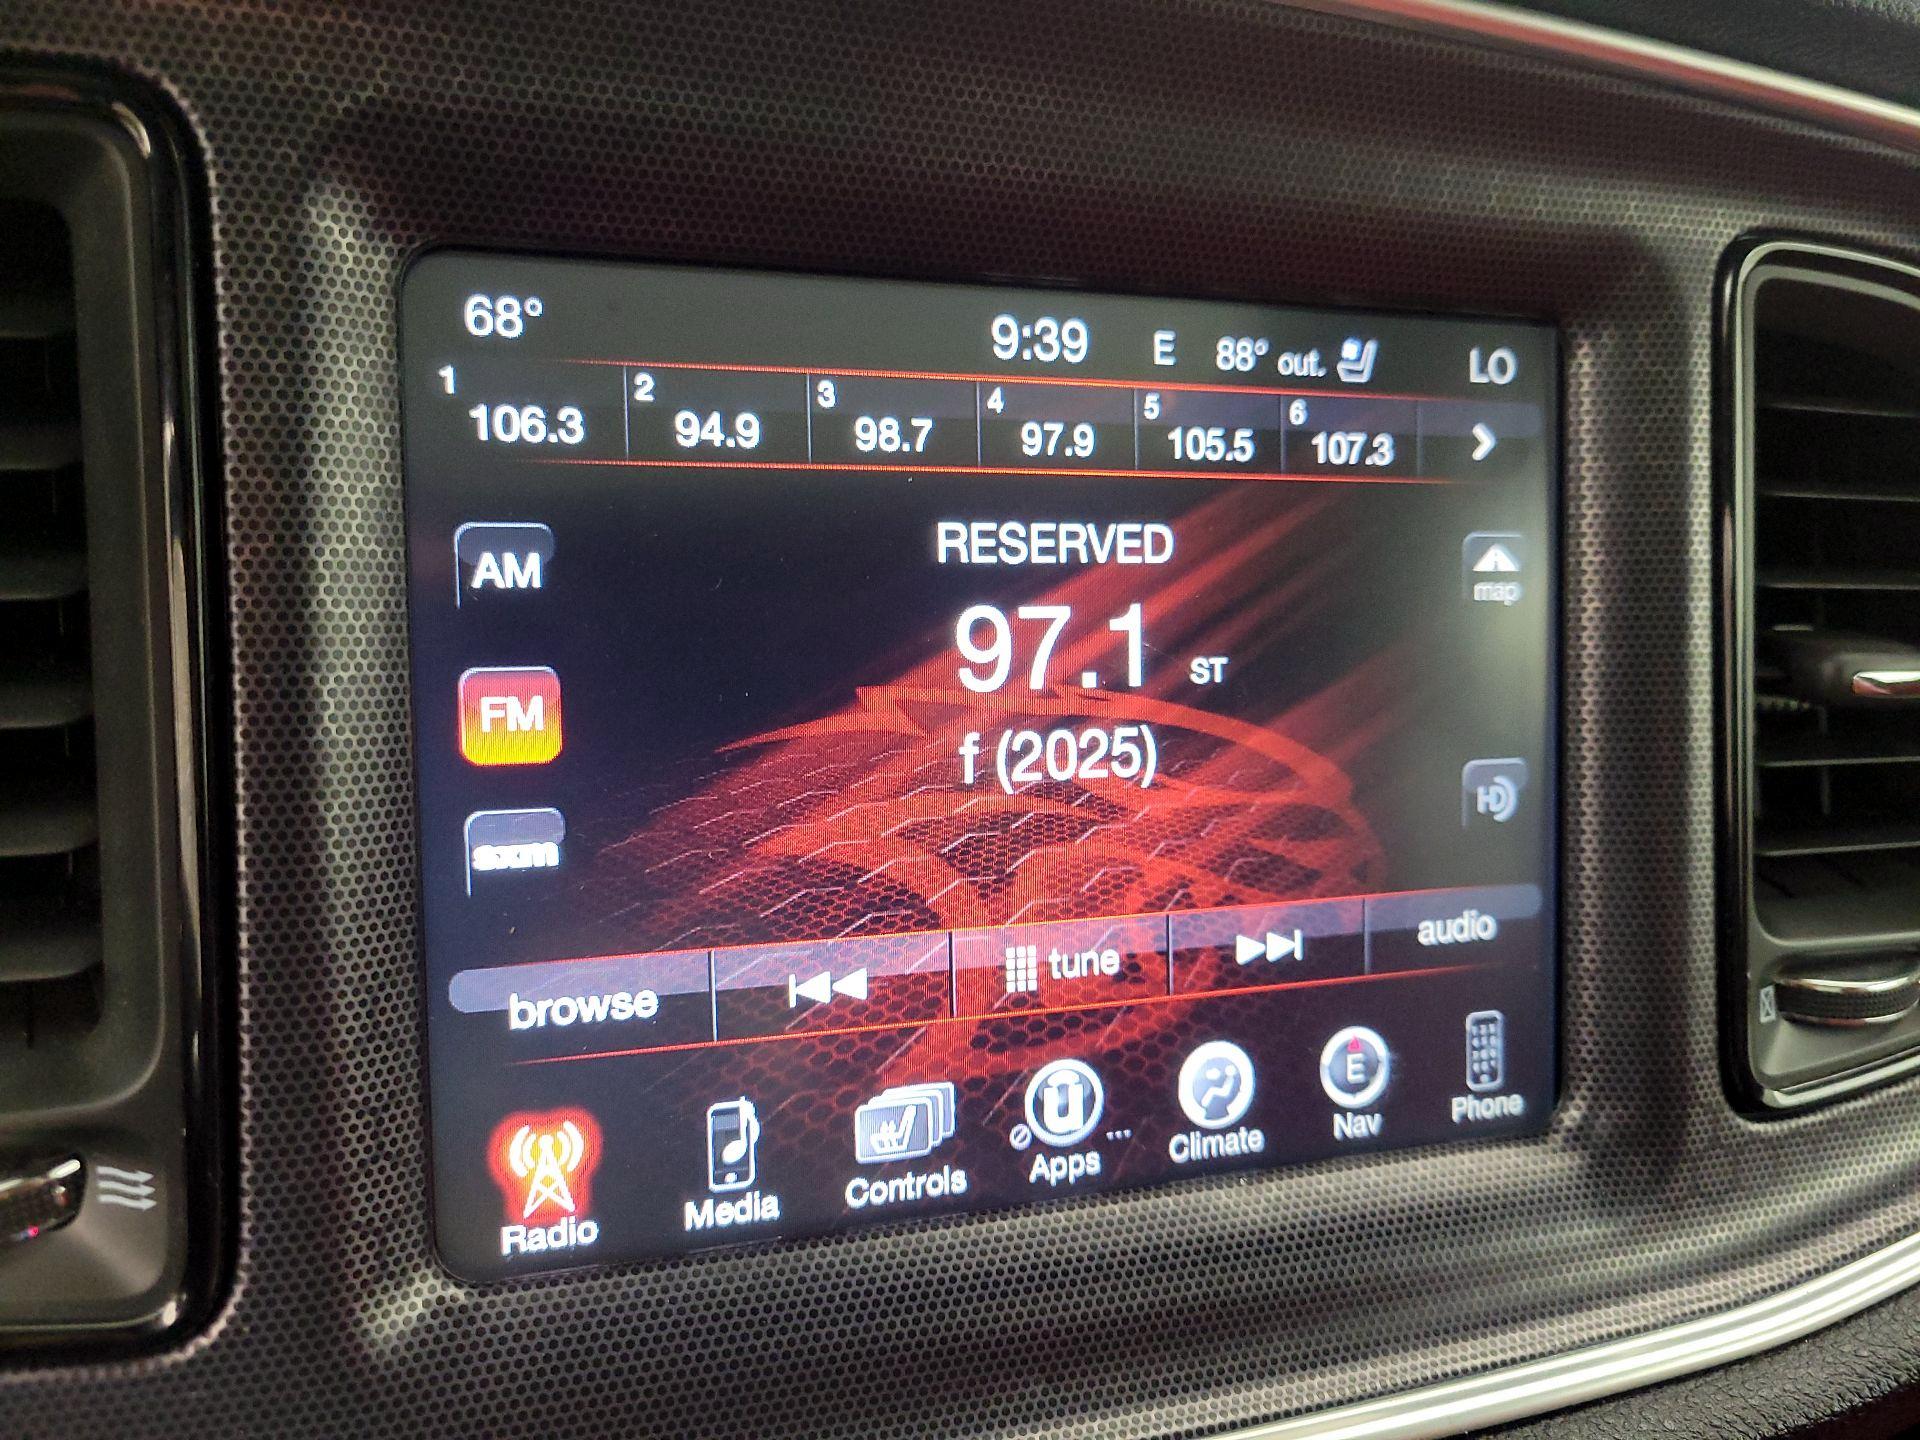 68° 9:39 E 88° out. LO
1 2 3 4 5 6
106.3 94.9 98.7 97.9 105.5 107.3
AM
RESERVED
map
97.1 ST
FM
f (2025)
HD
sxm
browse tune audio
Radio Media Controls Apps Climate E Nav Phone